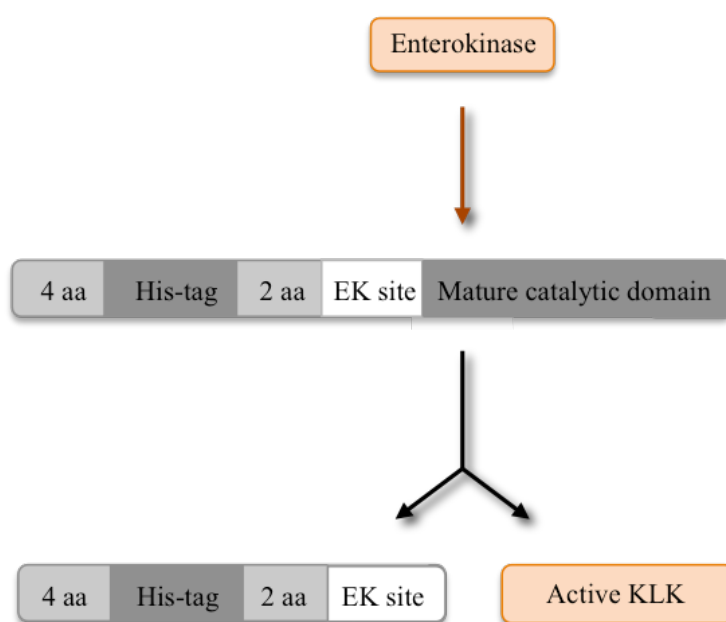 Enterokinase
4 aa His-tag 2 aa EK site Mature catalytic domain
4 aa His-tag 2 aa EK site Active KLK